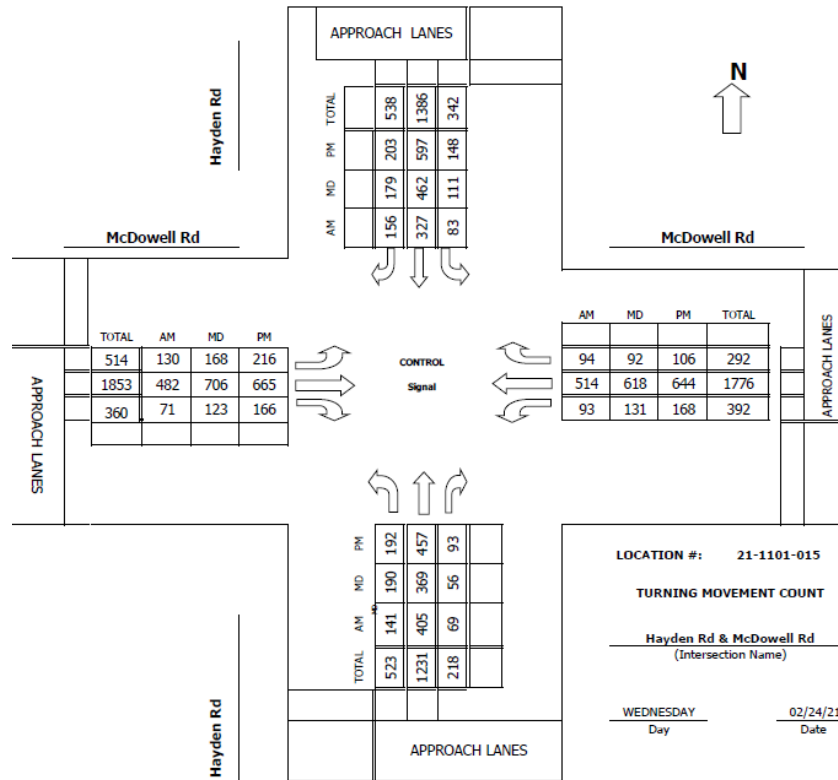 APPROACH LANES
N
Hayden Rd
TOTAL 538 1386 342
PM 203 597 148
MD 179 462 111
AM 156 327 83
McDowell Rd
McDowell Rd
TOTAL AM MD PM
514 130 168 216
1853 482 706 665
360 71 123 166
APPROACH LANES
CONTROL
Signal
AM MD PM TOTAL
94 92 106 292
514 618 644 1776
93 131 168 392
APPROACH LANES
PM 192 457 93
MD 190 369 56
AM 141 405 69
TOTAL 523 1231 218
Hayden Rd
APPROACH LANES
LOCATION #: 21-1101-015
TURNING MOVEMENT COUNT
Hayden Rd & McDowell Rd
(Intersection Name)
WEDNESDAY 02/24/21
Day Date